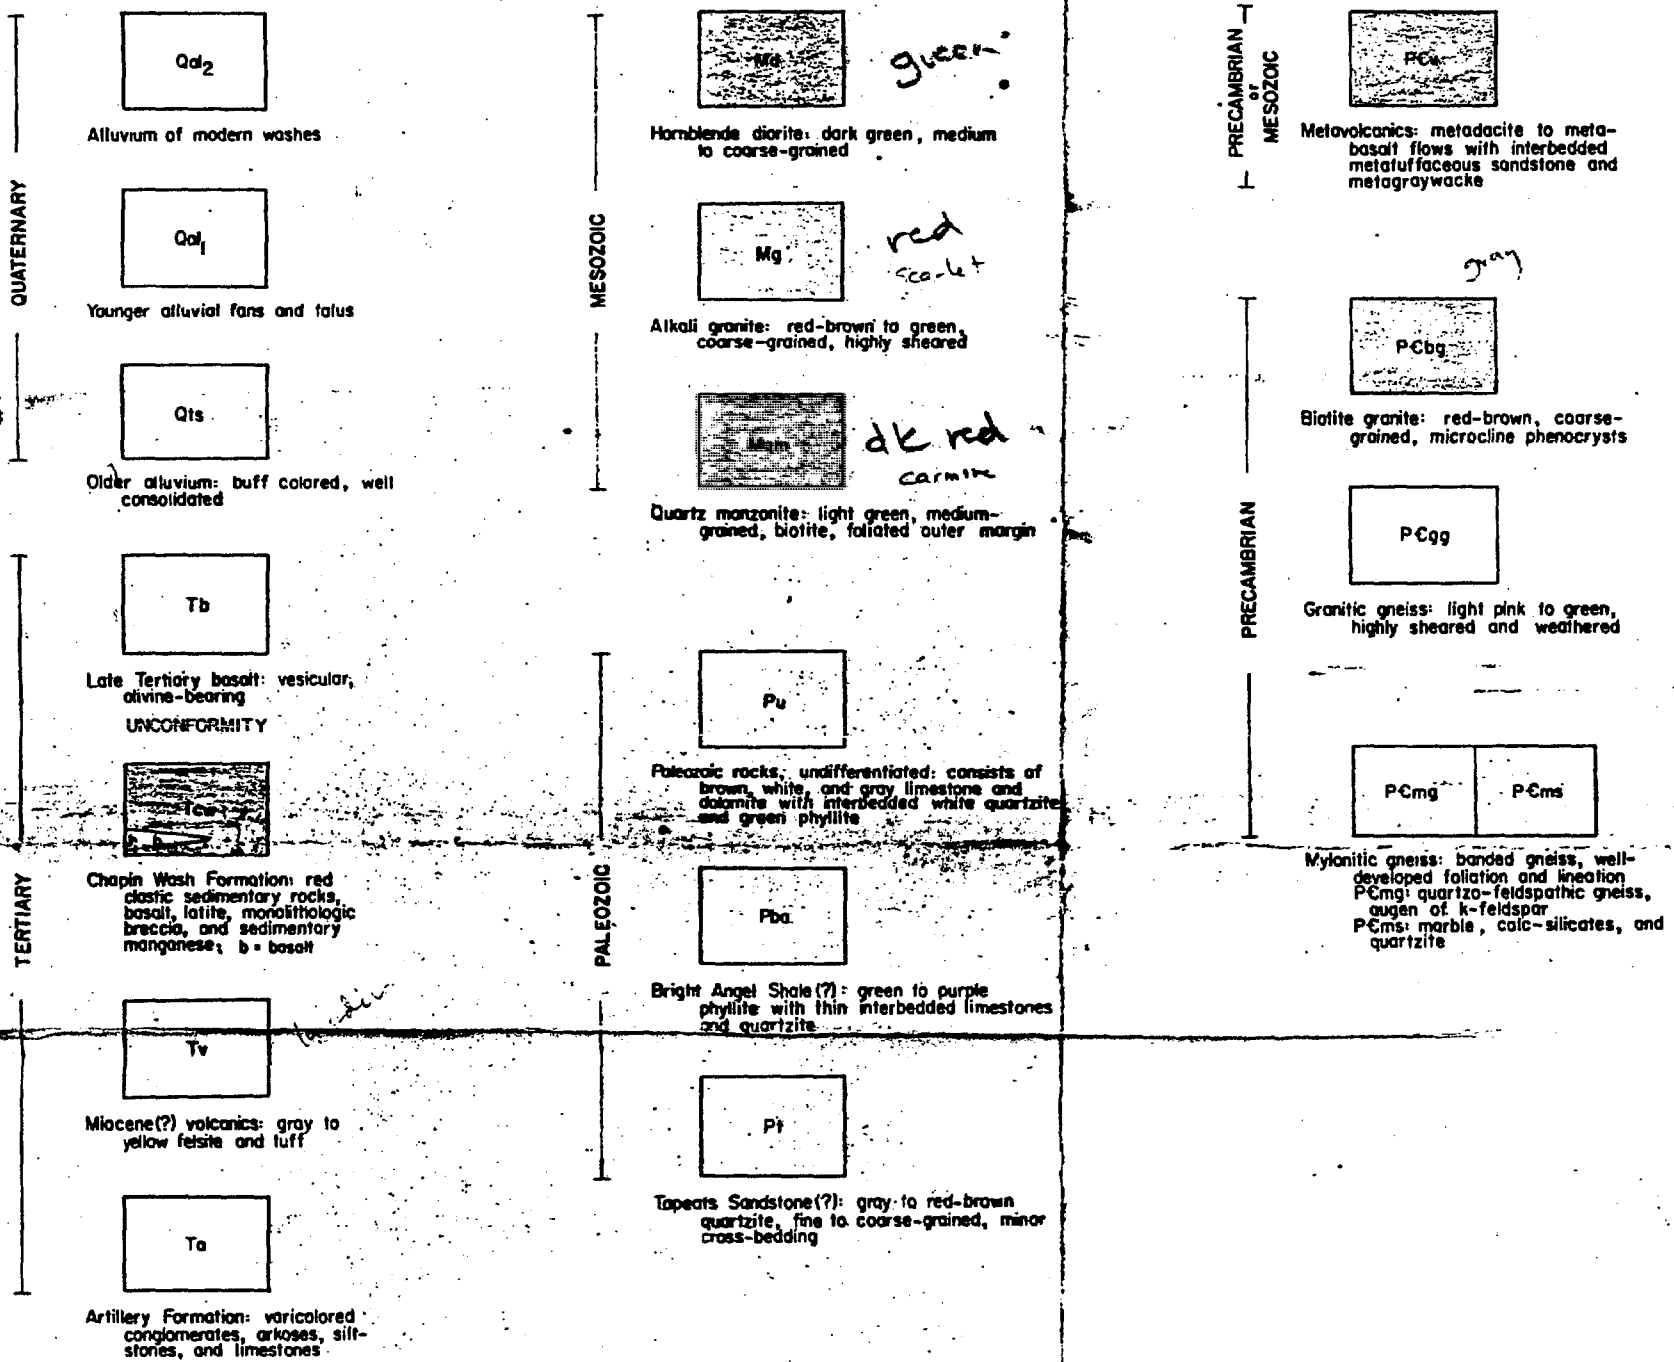 QUATERNARY
Qal2
Alluvium of modern washes
Qal1
Younger alluvial fans and talus
Qts
Older alluvium: buff colored, well
consolidated
TERTIARY
Tb
Late Tertiary basalt: vesicular,
olivine-bearing
UNCONFORMITY
Tcw
b
Chapin Wash Formation: red
clastic sedimentary rocks,
basalt, latite, monolithologic
breccia, and sedimentary
manganese; b = basalt
Tv
Miocene(?) volcanics: gray to
yellow felsite and tuff
Ta
Artillery Formation: varicolored
conglomerates, arkoses, silt-
stones, and limestones
MESOZOIC
Md
green
Hornblende diorite: dark green, medium
to coarse-grained
Mg
red
scarlet
Alkali granite: red-brown to green,
coarse-grained, highly sheared
Mqm
dk red
carmine
Quartz monzonite: light green, medium-
grained, biotite, foliated outer margin
PALEOZOIC
Pu
Paleozoic rocks, undifferentiated: consists of
brown, white, and gray limestone and
dolomite with interbedded white quartzite
and green phyllite
Pba
Bright Angel Shale(?): green to purple
phyllite with thin interbedded limestones
and quartzite
Pt
Tapeats Sandstone(?): gray to red-brown
quartzite, fine to coarse-grained, minor
cross-bedding
PRECAMBRIAN
or
MESOZOIC
P€v
Metavolcanics: metadacite to meta-
basalt flows with interbedded
metatuffaceous sandstone and
metagraywacke
PRECAMBRIAN
gray
P€bg
Biotite granite: red-brown, coarse-
grained, microcline phenocrysts
P€gg
Granitic gneiss: light pink to green,
highly sheared and weathered
P€mg P€ms
Mylonitic gneiss: banded gneiss, well-
developed foliation and lineation
P€mg: quartzo-feldspathic gneiss,
augen of k-feldspar
P€ms: marble, calc-silicates, and
quartzite